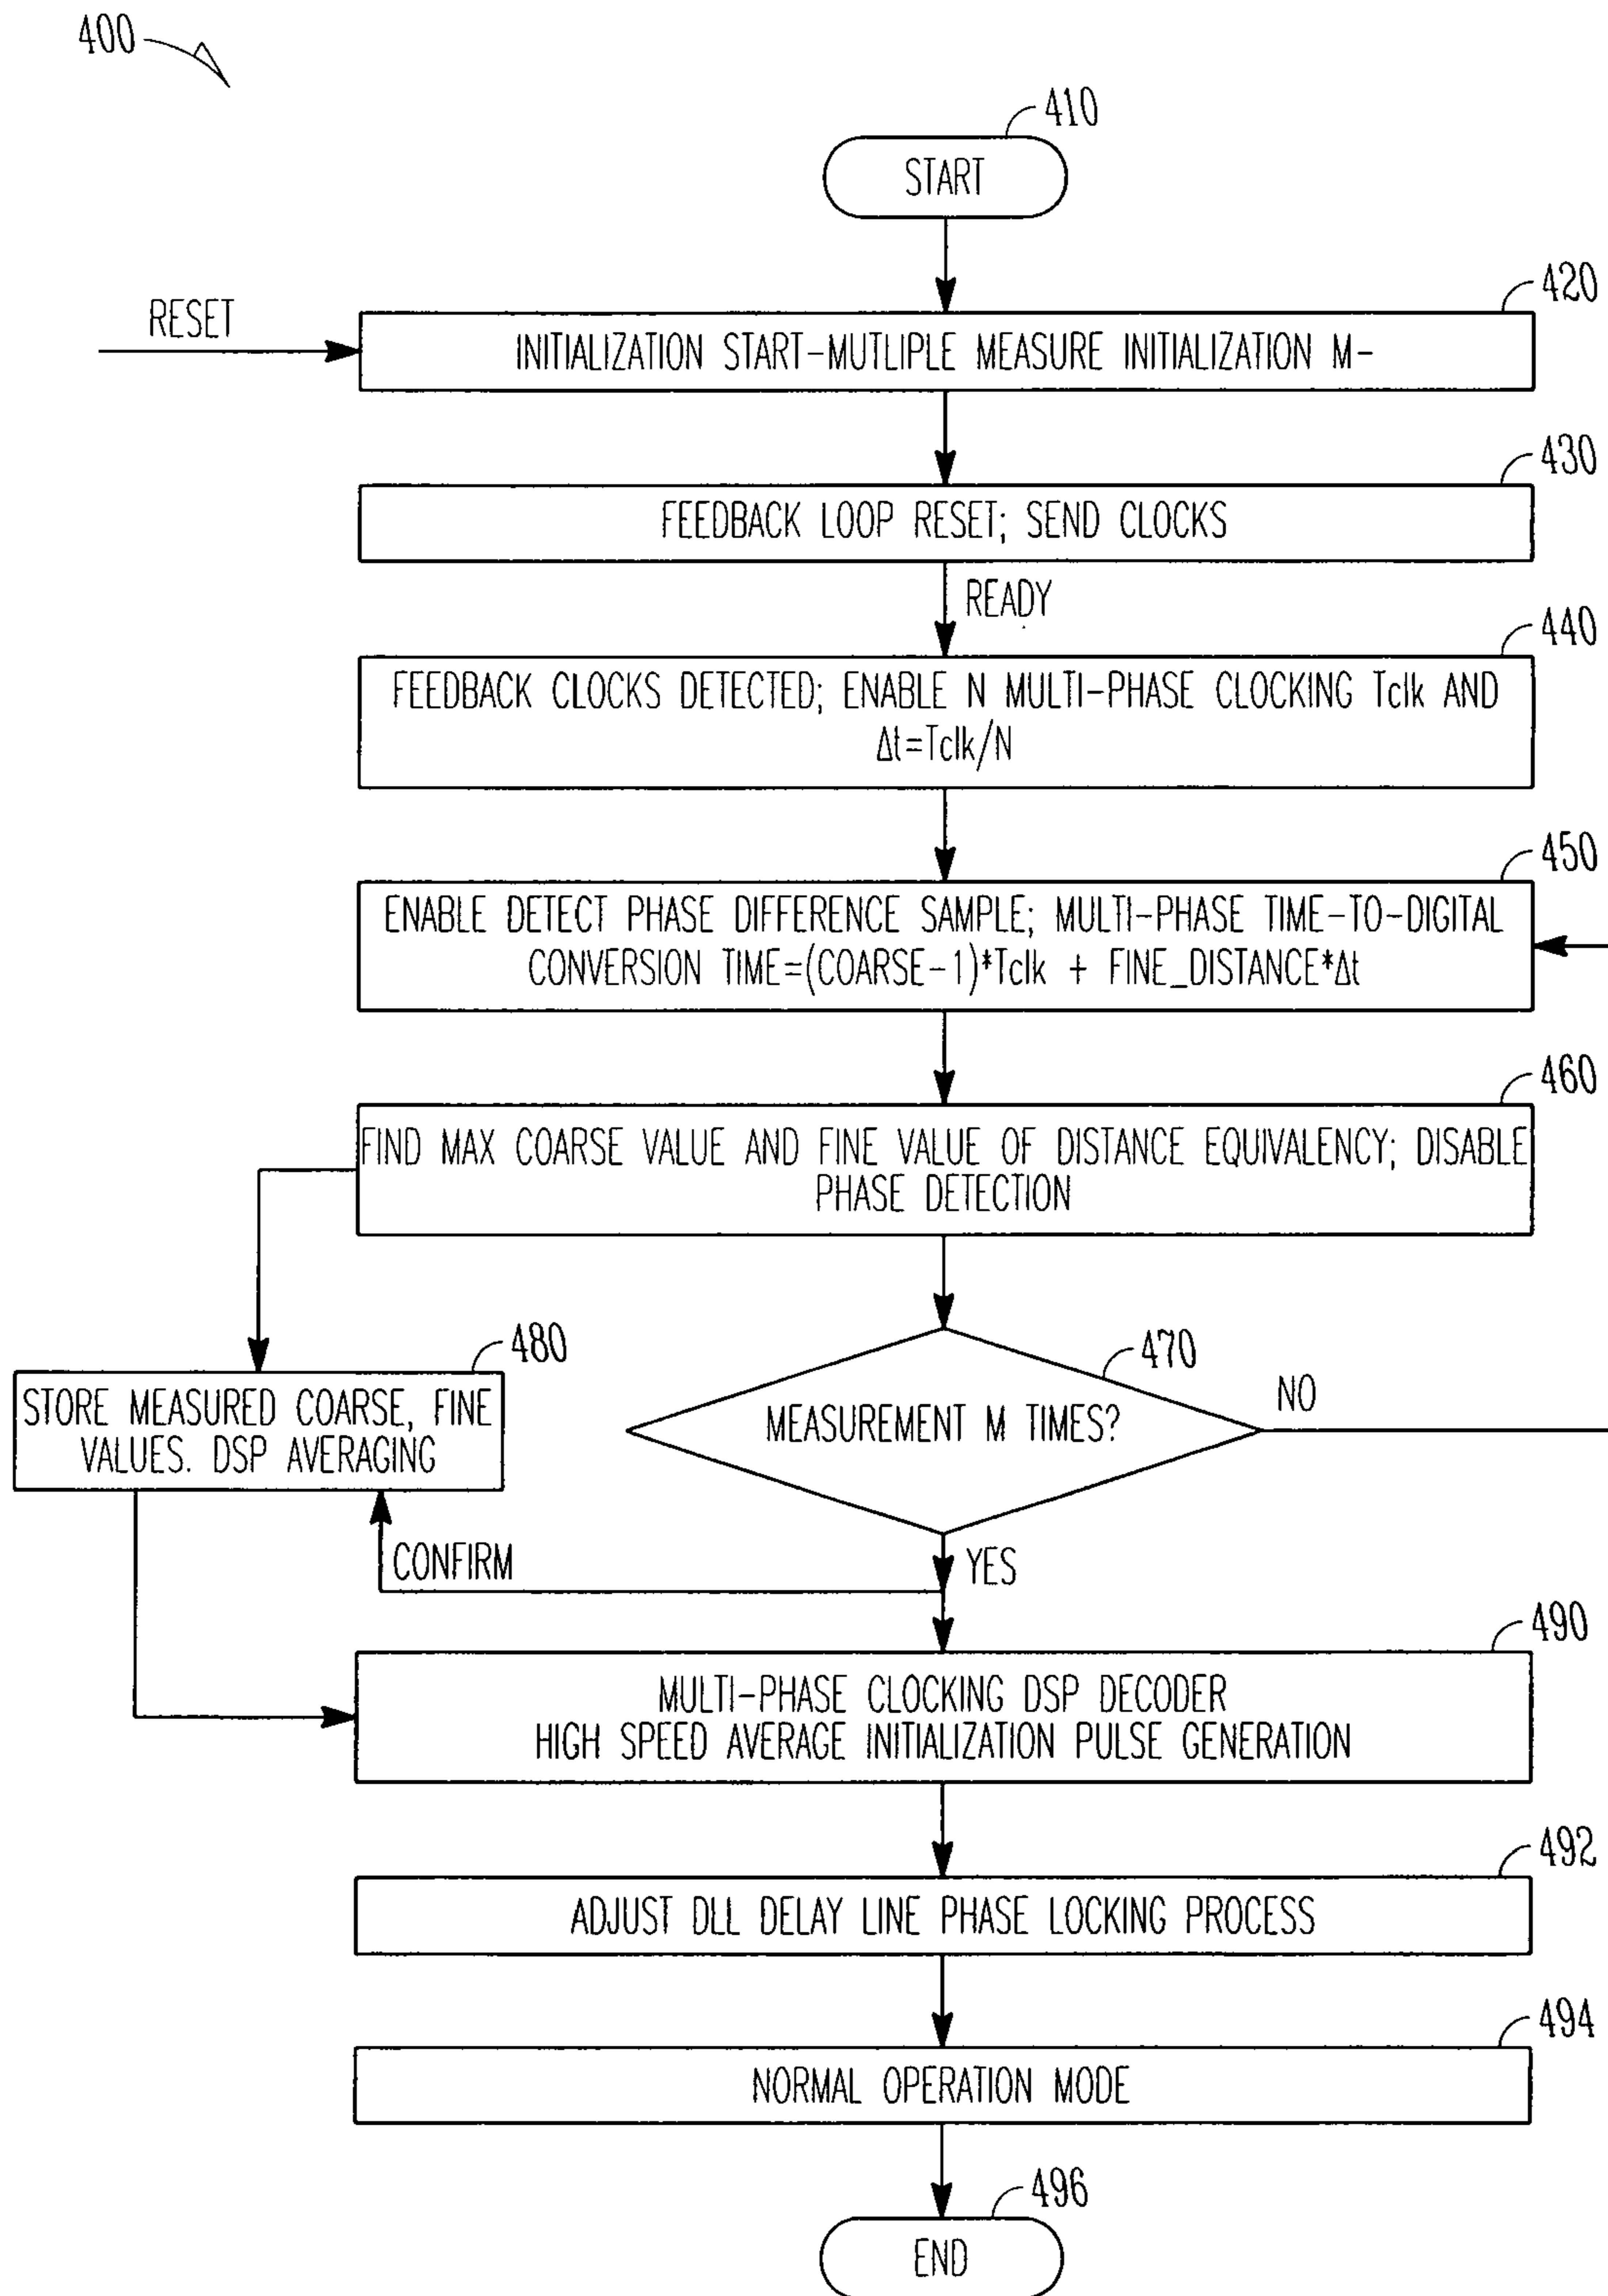 400
410
START
RESET
420
INITIALIZATION START-MUTLIPLE MEASURE INITIALIZATION M-
430
FEEDBACK LOOP RESET; SEND CLOCKS
READY
440
FEEDBACK CLOCKS DETECTED; ENABLE N MULTI-PHASE CLOCKING Tclk AND
Δt=Tclk/N
450
ENABLE DETECT PHASE DIFFERENCE SAMPLE; MULTI-PHASE TIME-TO-DIGITAL
CONVERSION TIME=(COARSE-1)*Tclk + FINE_DISTANCE*Δt
460
FIND MAX COARSE VALUE AND FINE VALUE OF DISTANCE EQUIVALENCY; DISABLE
PHASE DETECTION
480
STORE MEASURED COARSE, FINE
VALUES. DSP AVERAGING
470
MEASUREMENT M TIMES?
NO
CONFIRM
YES
490
MULTI-PHASE CLOCKING DSP DECODER
HIGH SPEED AVERAGE INITIALIZATION PULSE GENERATION
492
ADJUST DLL DELAY LINE PHASE LOCKING PROCESS
494
NORMAL OPERATION MODE
496
END